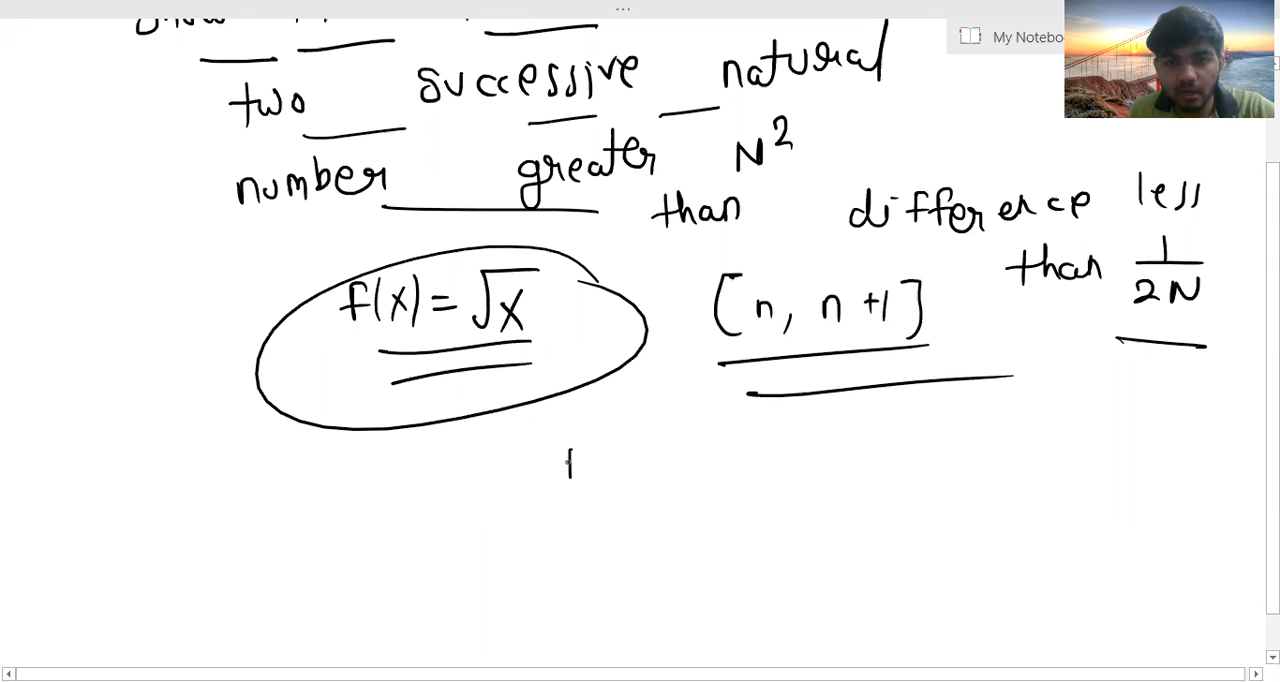 My Notebo
two successive natural
number greater than N²
difference less than 1/2N
f(x) = √x [n, n+1]